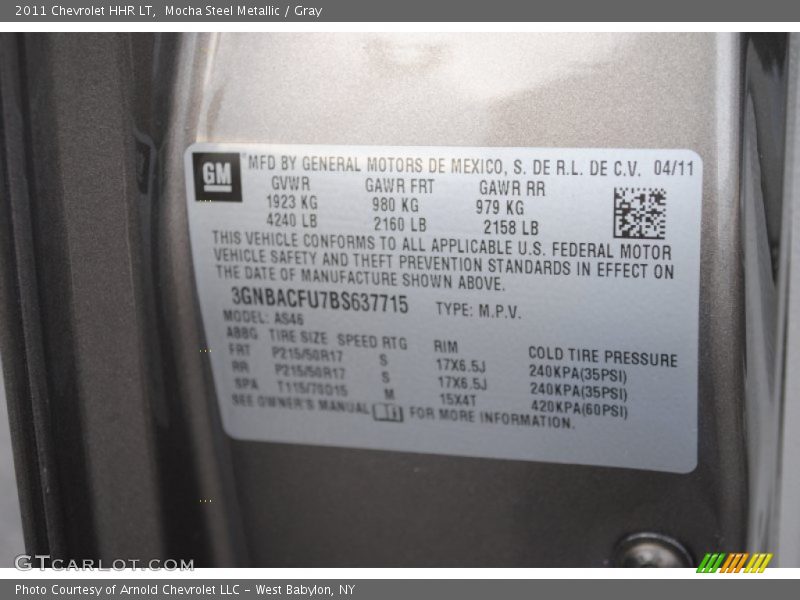 2011 Chevrolet HHR LT,  Mocha Steel Metallic / Gray
GM
MFD BY GENERAL MOTORS DE MEXICO, S. DE R.L. DE C.V. 04/11
GVWR GAWR FRT GAWR RR
1923 KG 980 KG 979 KG
4240 LB 2160 LB 2158 LB
THIS VEHICLE CONFORMS TO ALL APPLICABLE U.S. FEDERAL MOTOR
VEHICLE SAFETY AND THEFT PREVENTION STANDARDS IN EFFECT ON
THE DATE OF MANUFACTURE SHOWN ABOVE.
3GNBACFU7BS637715 TYPE: M.P.V.
MODEL: AS46
ABBG TIRE SIZE SPEED RTG RIM COLD TIRE PRESSURE
FRT P215/50R17 S 17X6.5J 240KPA(35PSI)
RR P215/50R17 S 17X6.5J 240KPA(35PSI)
SPA T115/70D15 M 15X4T 420KPA(60PSI)
SEE OWNER'S MANUAL FOR MORE INFORMATION.
GTCARLOT.COM
Photo Courtesy of Arnold Chevrolet LLC - West Babylon, NY